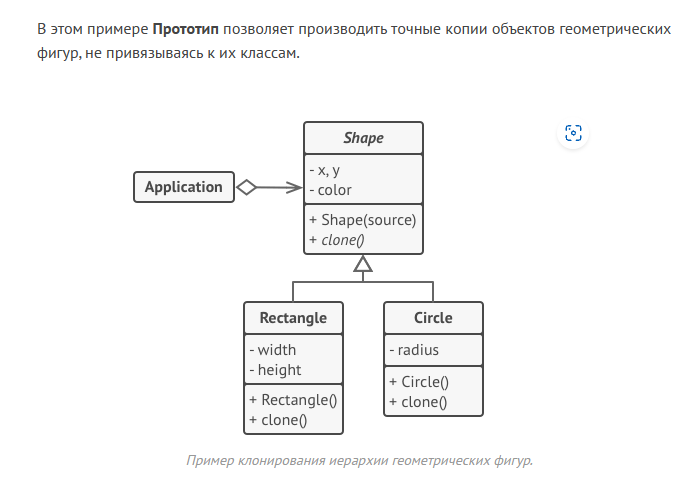 В этом примере Прототип позволяет производить точные копии объектов геометрических
фигур, не привязываясь к их классам.
Shape
- x, y
- color
+ Shape(source)
+ clone()
Application
Rectangle
- width
- height
+ Rectangle()
+ clone()
Circle
- radius
+ Circle()
+ clone()
Пример клонирования иерархии геометрических фигур.